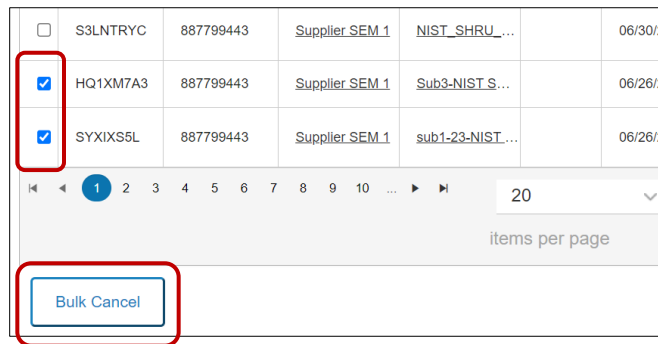 S3LNTRYC 887799443 Supplier SEM 1 NIST_SHRU_... 06/30/
HQ1XM7A3 887799443 Supplier SEM 1 Sub3-NIST S... 06/26/
SYXIXS5L 887799443 Supplier SEM 1 sub1-23-NIST ... 06/26/
1 2 3 4 5 6 7 8 9 10 ... 20
items per page
Bulk Cancel